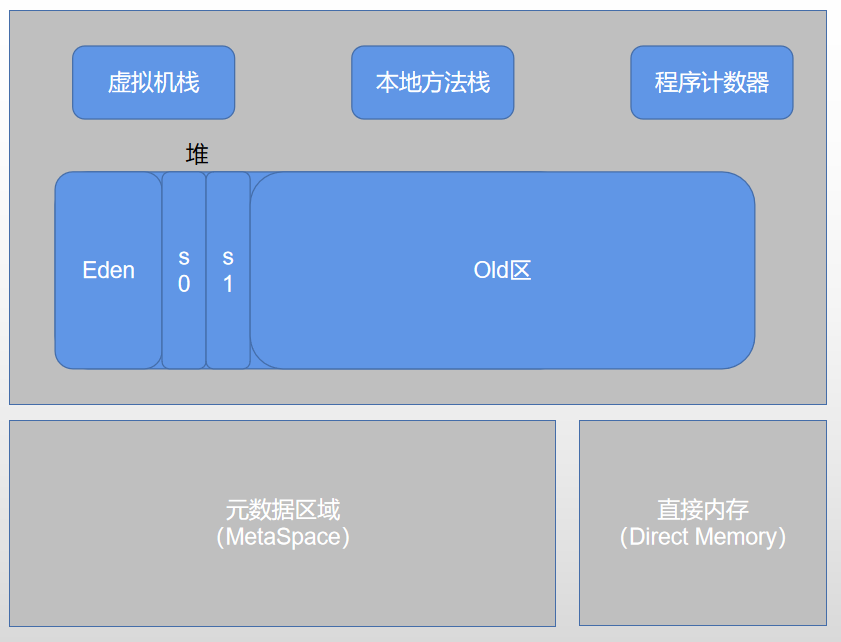 虚拟机栈
本地方法栈
程序计数器
堆
Eden
s
0
s
1
Old区
元数据区域
（MetaSpace）
直接内存
（Direct Memory）